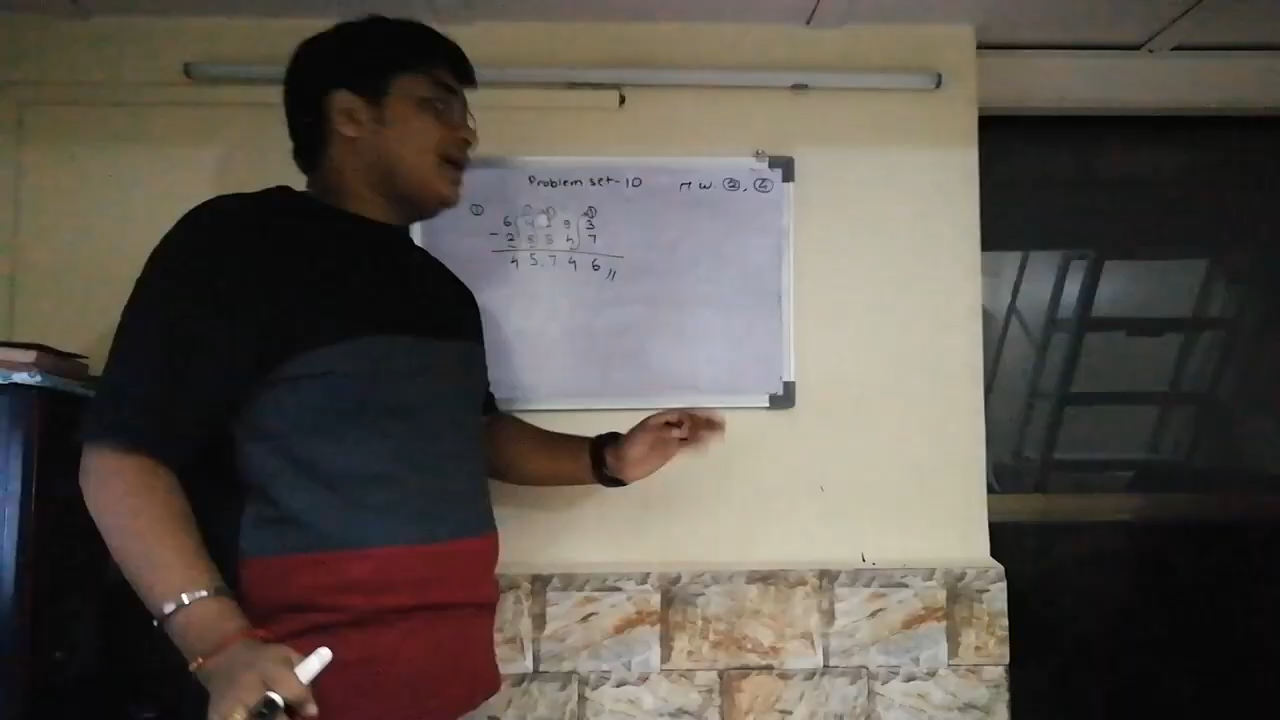 Problem set-10 H W. ②, ④
①
6 4 2 9 3
- 2 8 5 4 7
4 5 7 4 6 //